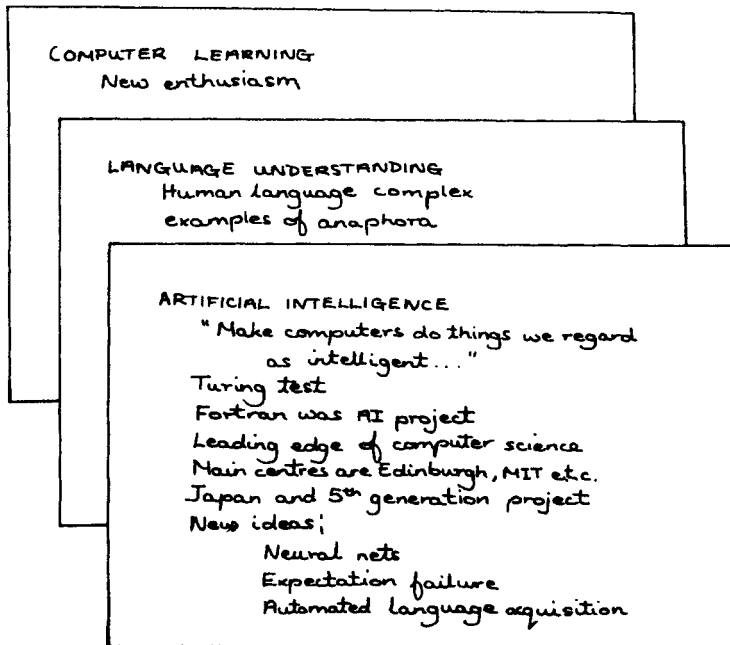 COMPUTER LEARNING
New enthusiasm
LANGUAGE UNDERSTANDING
Human language complex
examples of anaphora
ARTIFICIAL INTELLIGENCE
"Make computers do things we regard
as intelligent..."
Turing test
Fortran was AI project
Leading edge of computer science
Main centres are Edinburgh, MIT etc.
Japan and 5th generation project
New ideas;
Neural nets
Expectation failure
Automated language acquisition